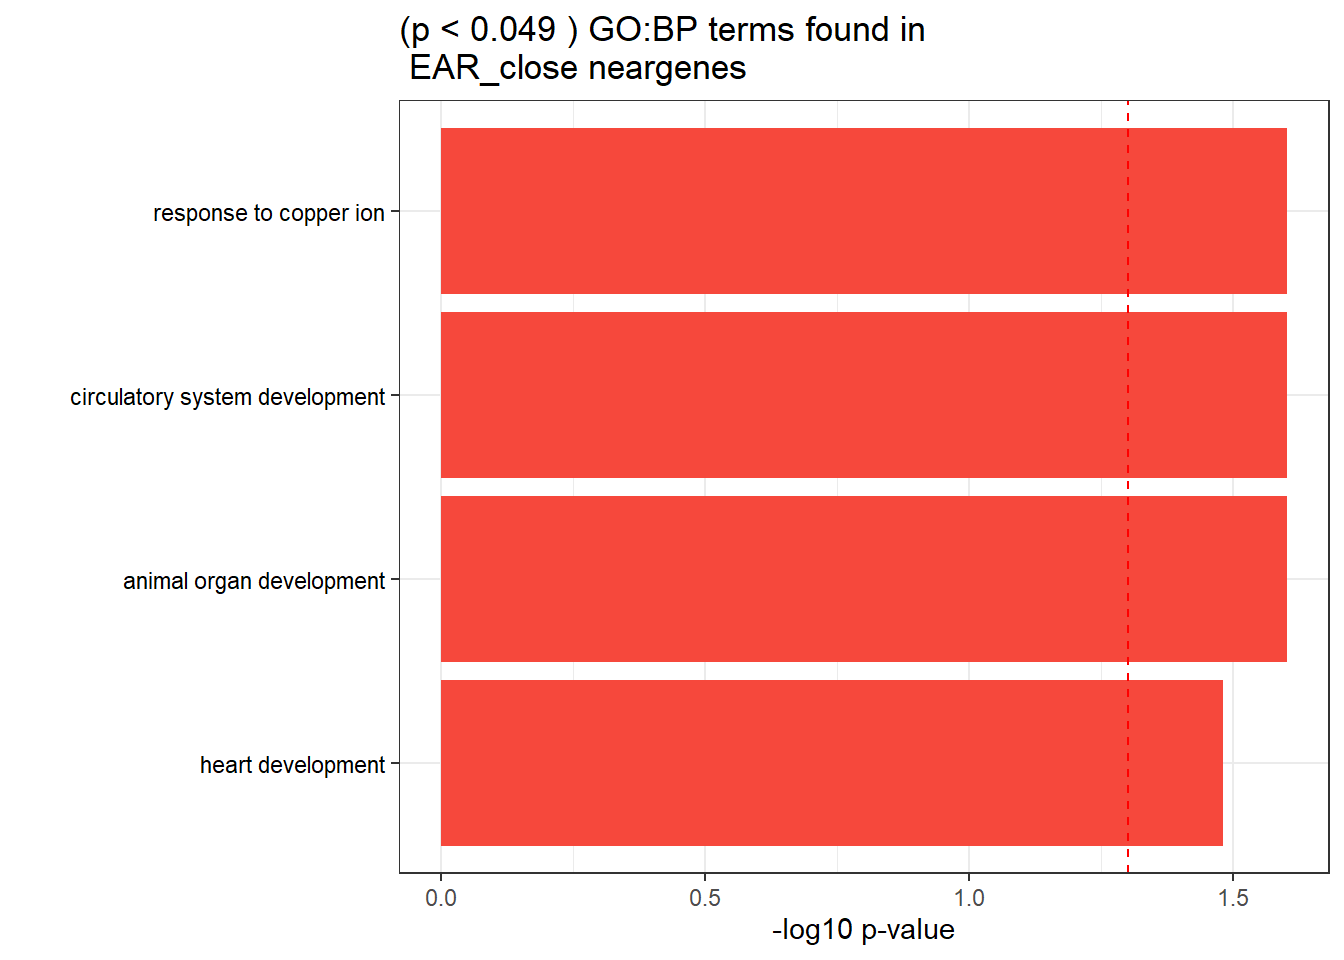 (p < 0.049 ) GO:BP terms found in
EAR_close neargenes
response to copper ion
circulatory system development
animal organ development
heart development
0.0 0.5 1.0 1.5
-log10 p-value